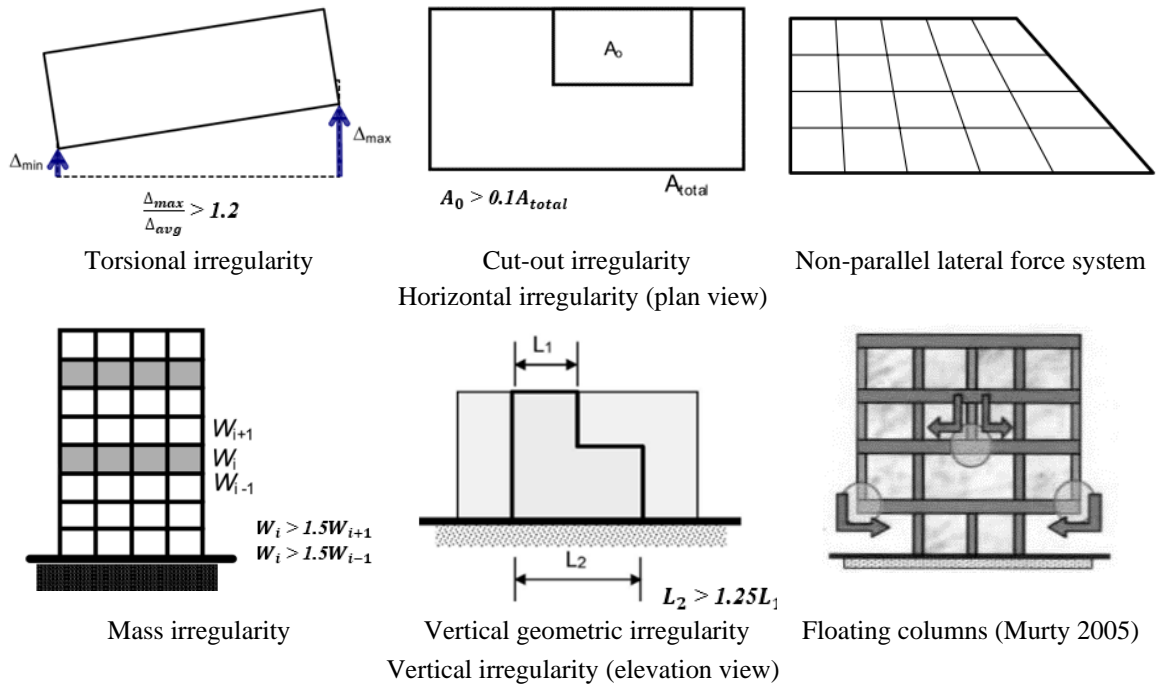 Δmin
Δmax
Δmax / Δavg > 1.2
Ao
Atotal
A0 > 0.1Atotal
Torsional irregularity
Cut-out irregularity
Non-parallel lateral force system
Horizontal irregularity (plan view)
Wi+1
Wi
Wi-1
Wi > 1.5Wi+1
Wi > 1.5Wi−1
L1
L2
L2 > 1.25L1
Mass irregularity
Vertical geometric irregularity
Floating columns (Murty 2005)
Vertical irregularity (elevation view)